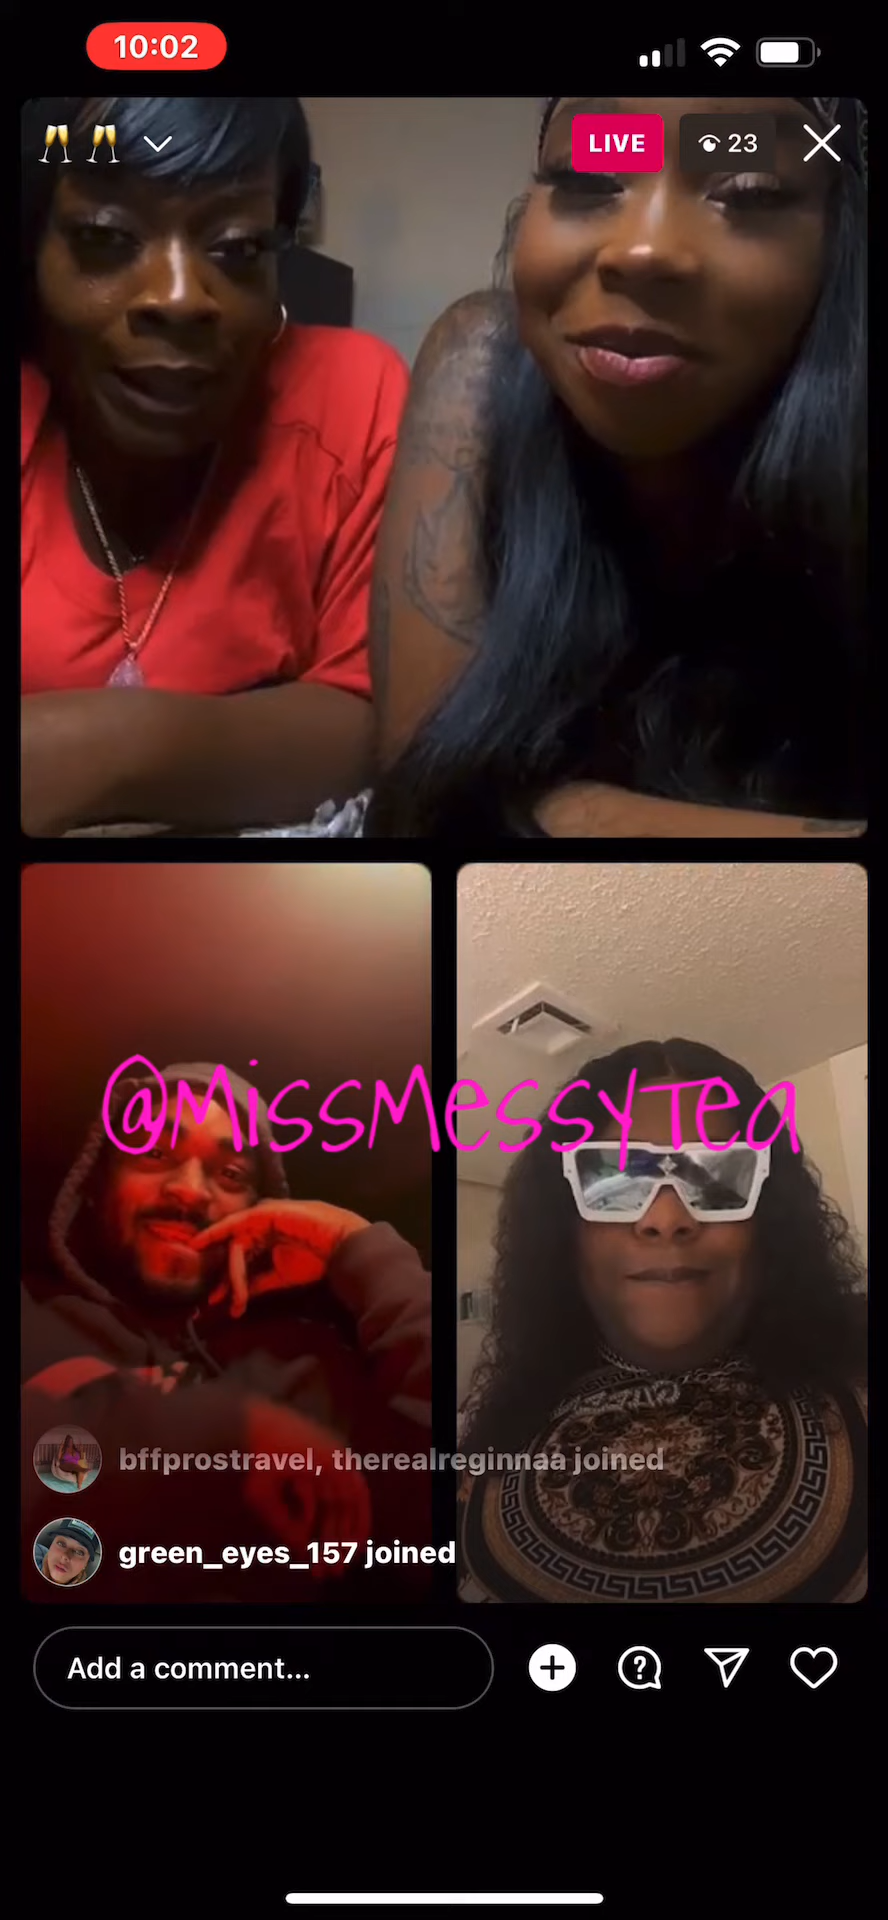 10:02
LIVE
23
@MissMessyTea
bffprostravel, therealreginnaa joined
green_eyes_157 joined
Add a comment...